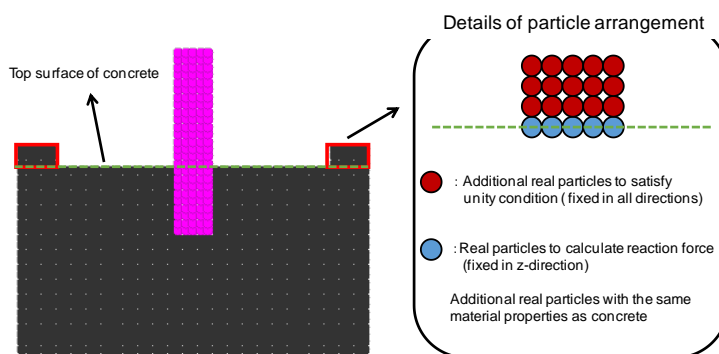 Details of particle arrangement
Top surface of concrete
: Additional real particles to satisfy
unity condition ( fixed in all directions)
: Real particles to calculate reaction force
(fixed in z-direction)
Additional real particles with the same
material properties as concrete